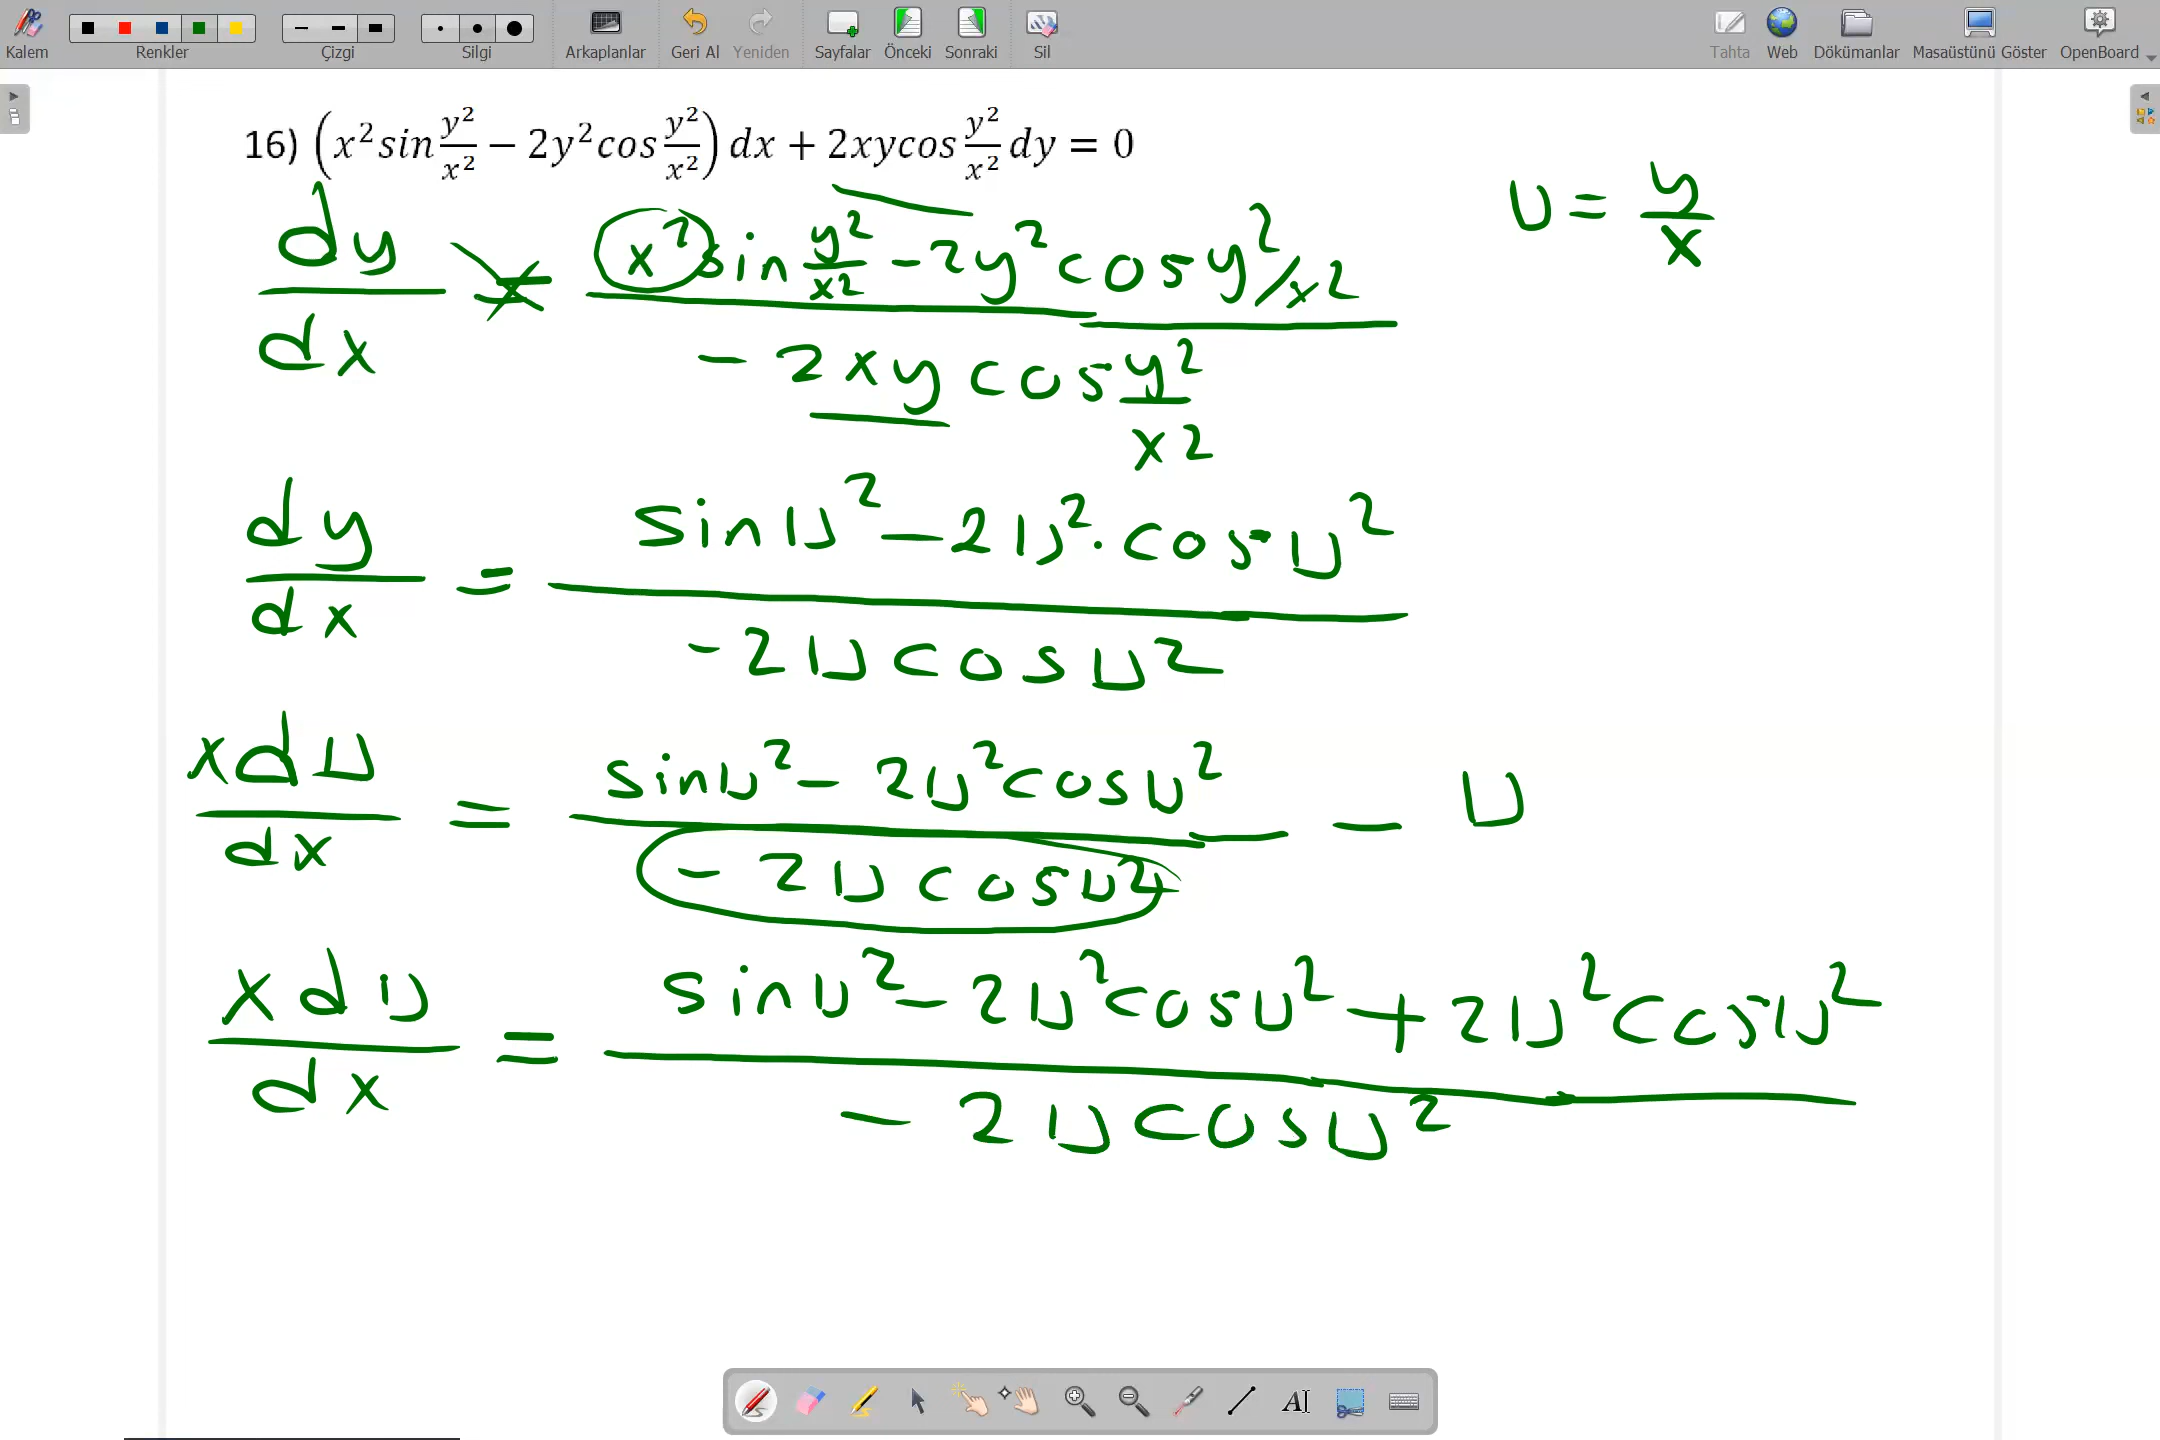 Kalem Renkler Çizgi Silgi Arkaplanlar Geri Al Yeniden Sayfalar Önceki Sonraki Sil Tahta Web Dökümanlar Masaüstünü Göster OpenBoard
16) (x² sin y²/x² − 2y² cos y²/x²) dx + 2xycos y²/x² dy = 0
U = y/x
dy/dx = (x² sin y²/x² − 2y² cos y²/x²) / (−2xy cos y²/x²)
dy/dx = (sin U² − 2U² · cos U²) / (−2U cos U²)
x dU/dx = (sin U² − 2U² cos U²) / (−2U cos U²) − U
x dU/dx = (sin U² − 2U² cos U² + 2U² cos U²) / (−2U cos U²)